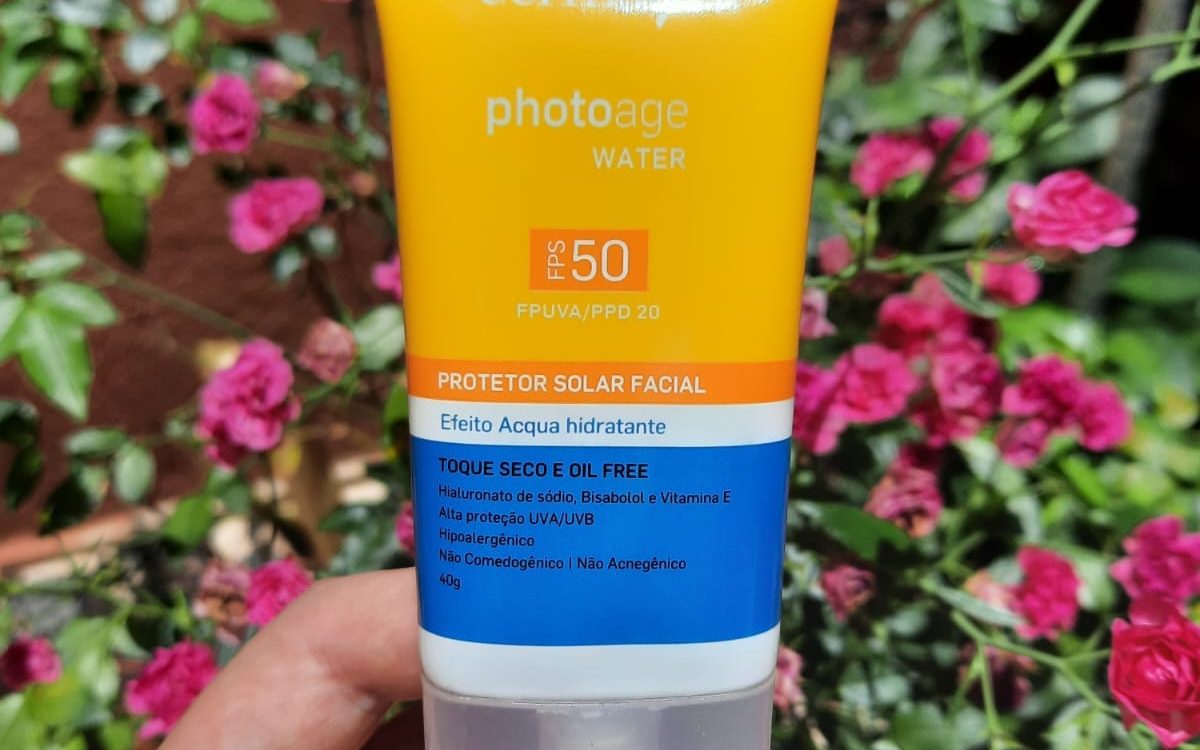 photoage
WATER
FPS 50
FPUVA/PPD 20
PROTETOR SOLAR FACIAL
Efeito Acqua hidratante
TOQUE SECO E OIL FREE
Hialuronato de sódio, Bisabolol e Vitamina E
Alta proteção UVA/UVB
Hipoalergênico
Não Comedogênico | Não Acnegênico
40g